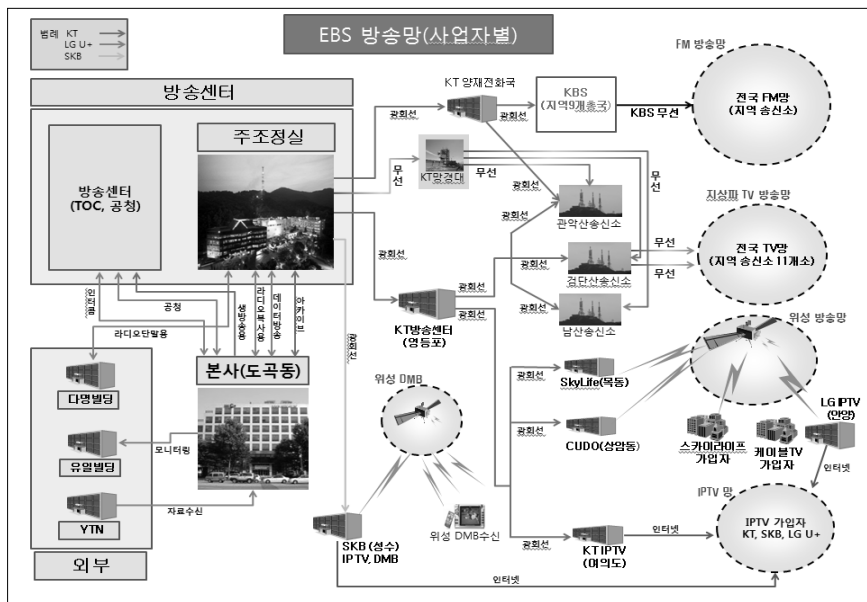 EBS 방송망(사업자별)
범례 KT
LG U+
SKB
방송센터
주조정실
방송센터
(TOC, 공청)
KT 양재전화국
광회선
광회선
KBS
(지역9개총국)
KBS 무선
FM 방송망
전국 FM망
(지역 송신소)
무선
KT망경대
무선
광회선
광회선
관악산송신소
무선
지상파 TV 방송망
전국 TV망
(지역 송신소 11개소)
광회선
광회선
검단산송신소
무선
무선
KT방송센터
(영등포)
광회선
남산송신소
인터콤
공청
생방송용
라디오복사용
데이터방송
아카이브
라디오단말용
광회선
본사(도곡동)
다명빌딩
유일빌딩
모니터링
YTN
자료수신
외부
위성 DMB
위성 DMB수신
SKB (성수)
IPTV, DMB
광회선
SkyLife(목동)
광회선
CUDO(상암동)
위성 방송망
스카이라이프
가입자
케이블TV
가입자
LG IPTV
(안양)
인터넷
IPTV 망
IPTV 가입자
KT, SKB, LG U+
광회선
KT IPTV
(여의도)
인터넷
인터넷